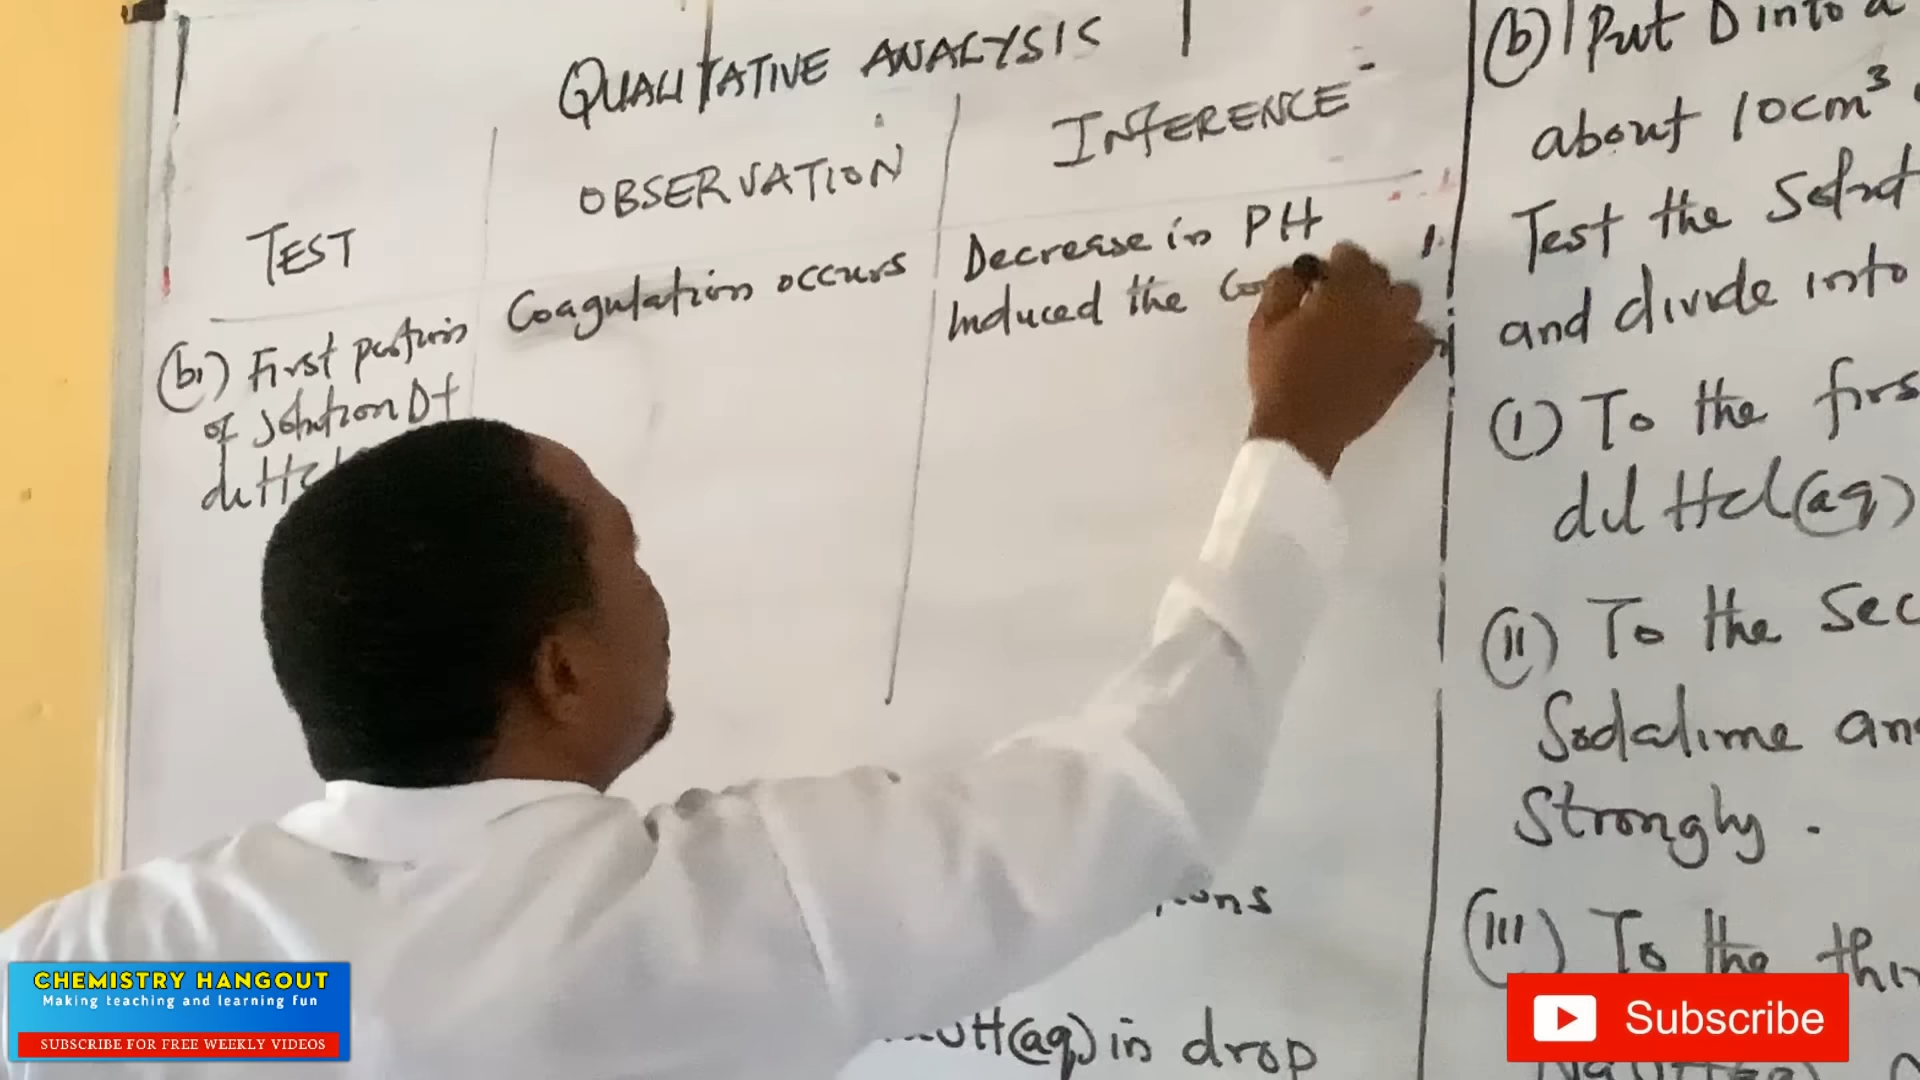 QUALITATIVE ANALYSIS
TEST
OBSERVATION
INFERENCE
(bi) First portion
of solution D+
dil HCl
Coagulation occurs
Decrease in PH
Induced the Co
(b) Put D into a
about 10cm³
Test the Solut
and divide into
(I) To the firs
dil Hcl(aq)
(II) To the Sec
Sodalime an
Strongly.
(III) To the thi
ons
OH(aq) in drop
CHEMISTRY HANGOUT
Making teaching and learning fun
SUBSCRIBE FOR FREE WEEKLY VIDEOS
Subscribe